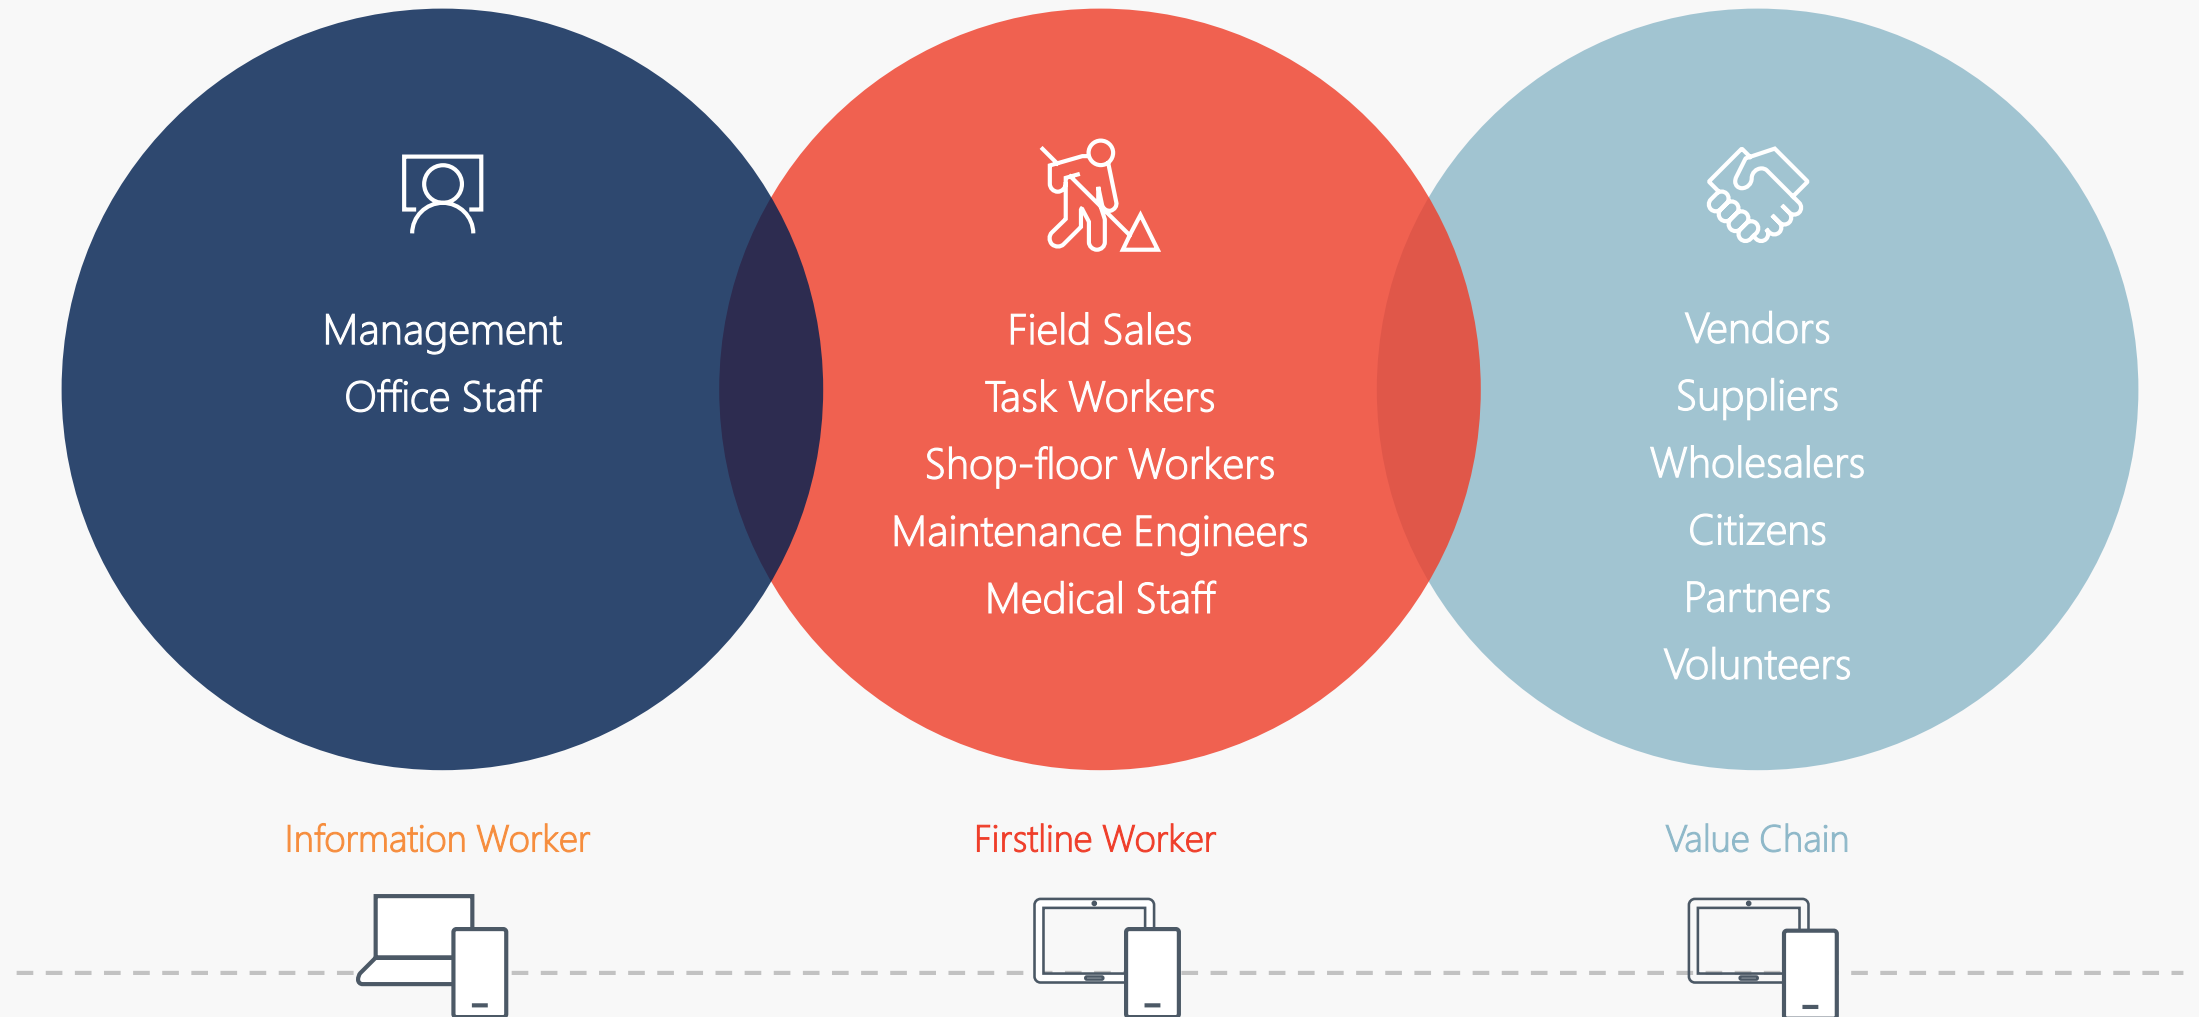 Management
Office Staff
Field Sales
Task Workers
Shop-floor Workers
Maintenance Engineers
Medical Staff
Vendors
Suppliers
Wholesalers
Citizens
Partners
Volunteers
Information Worker
Firstline Worker
Value Chain